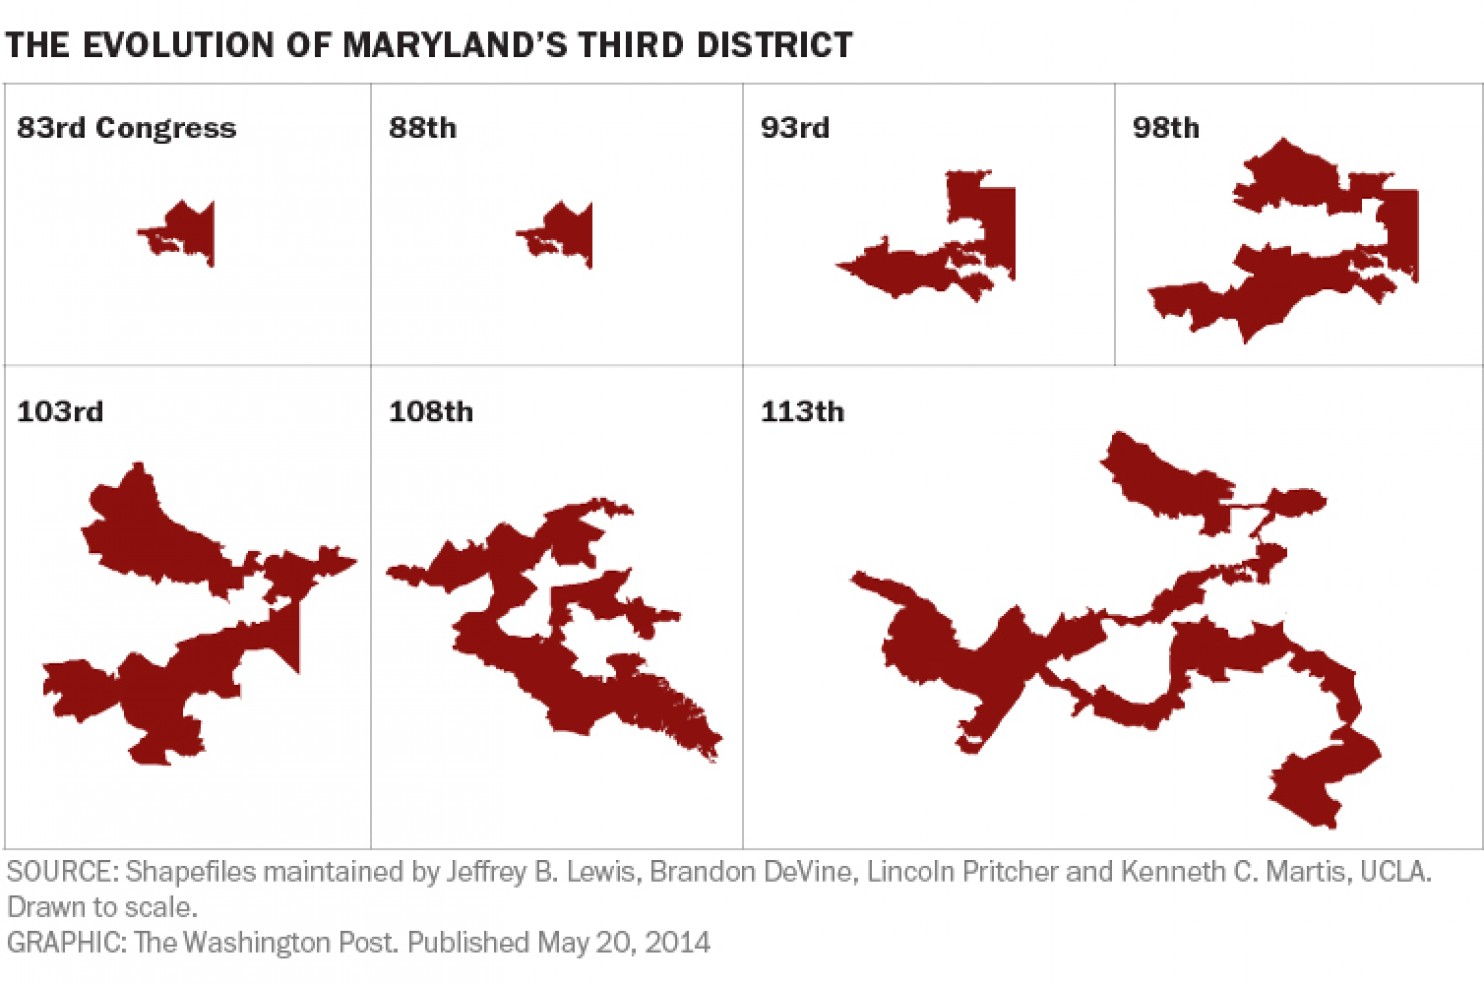 THE EVOLUTION OF MARYLAND'S THIRD DISTRICT
83rd Congress
88th
93rd
98th
103rd
108th
113th
SOURCE: Shapefiles maintained by Jeffrey B. Lewis, Brandon DeVine, Lincoln Pritcher and Kenneth C. Martis, UCLA.
Drawn to scale.
GRAPHIC: The Washington Post. Published May 20, 2014